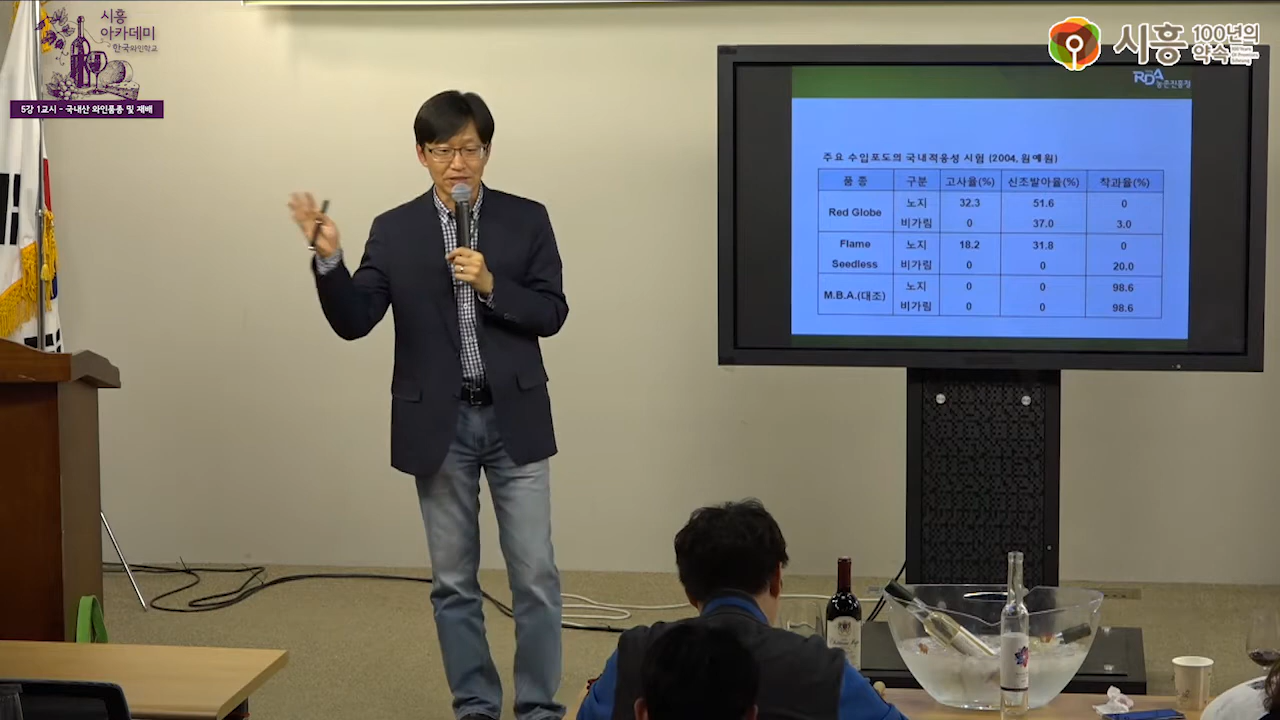 시흥
아카데미
한국와인학교
5강 1교시 - 국내산 와인품종 및 재배
시흥 100년의
약속
RDA 농촌진흥청
주요 수입포도의 국내적응성 시험 (2004, 원예원)
품 종 구분 고사율(%) 신조발아율(%) 착과율(%)
Red Globe 노지 32.3 51.6 0
비가림 0 37.0 3.0
Flame 노지 18.2 31.8 0
Seedless 비가림 0 0 20.0
M.B.A.(대조) 노지 0 0 98.6
비가림 0 0 98.6